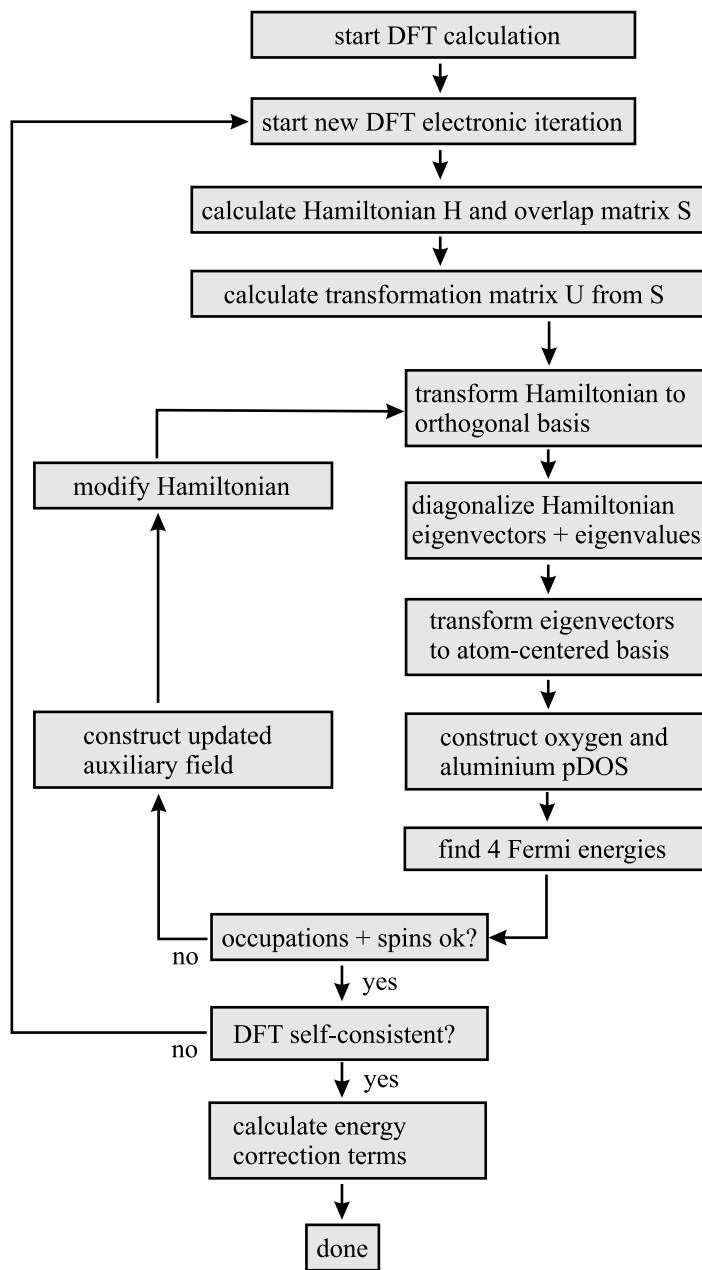 start DFT calculation
start new DFT electronic iteration
calculate Hamiltonian H and overlap matrix S
calculate transformation matrix U from S
transform Hamiltonian to
orthogonal basis
modify Hamiltonian
diagonalize Hamiltonian
eigenvectors + eigenvalues
transform eigenvectors
to atom-centered basis
construct updated
auxiliary field
construct oxygen and
aluminium pDOS
find 4 Fermi energies
occupations + spins ok?
no
yes
DFT self-consistent?
no
yes
calculate energy
correction terms
done